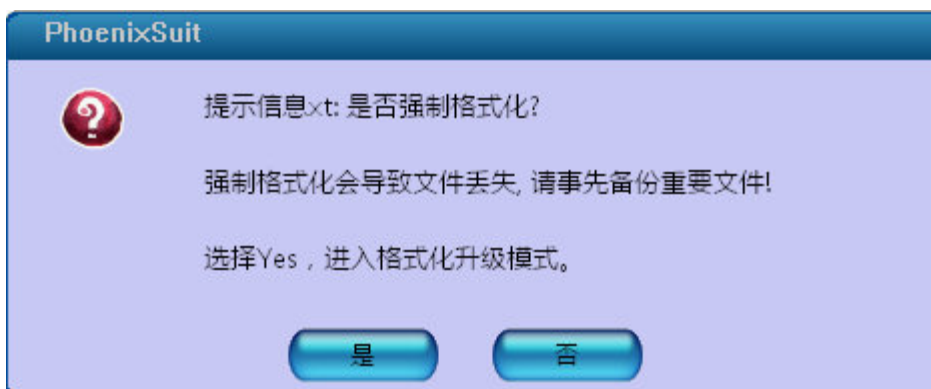 PhoenixSuit
提示信息xt: 是否强制格式化?
强制格式化会导致文件丢失, 请事先备份重要文件!
选择Yes，进入格式化升级模式。
是
否